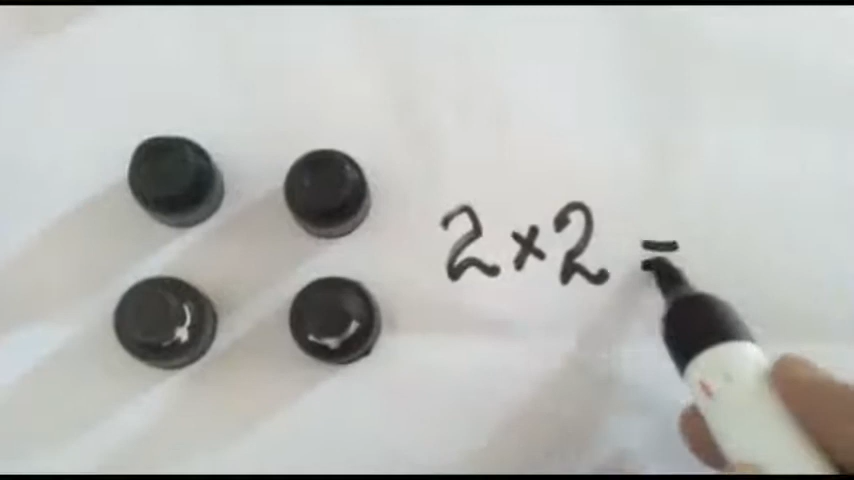 2 × 2 =